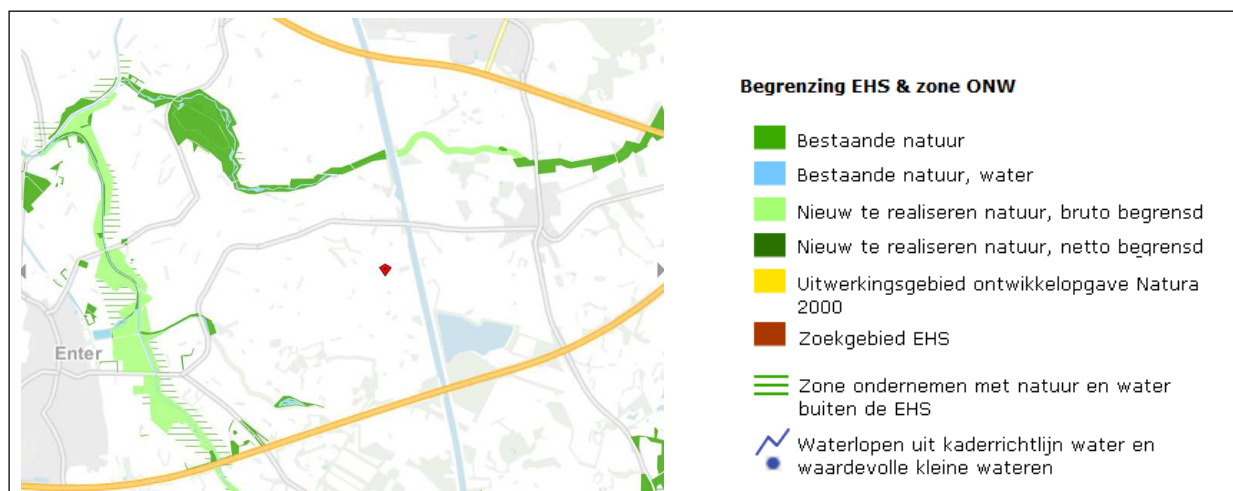 Begrenzing EHS & zone ONW
Bestaande natuur
Bestaande natuur, water
Nieuw te realiseren natuur, bruto begrensd
Nieuw te realiseren natuur, netto begrensd
Uitwerkingsgebied ontwikkelopgave Natura
2000
Zoekgebied EHS
Zone ondernemen met natuur en water
buiten de EHS
Waterlopen uit kaderrichtlijn water en
waardevolle kleine wateren
Enter